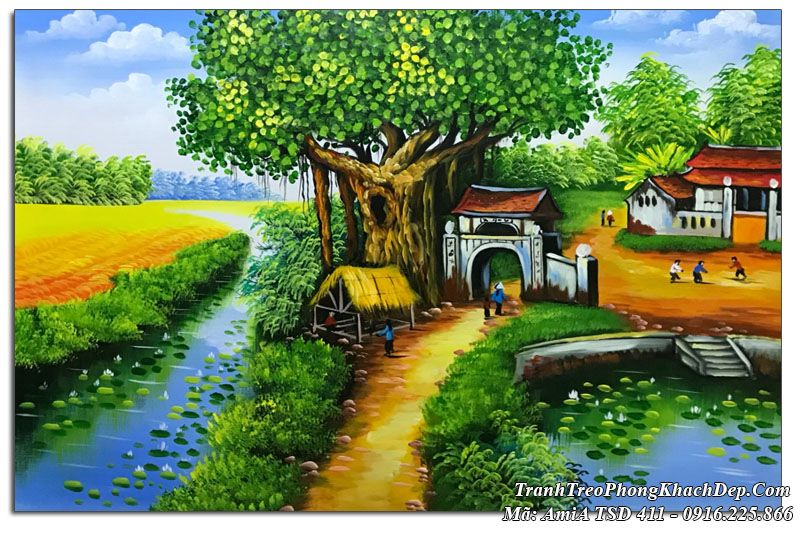 TranhTreoPhongKhachDep.Com
Mã: AmiA TSD 411 - 0916.225.866